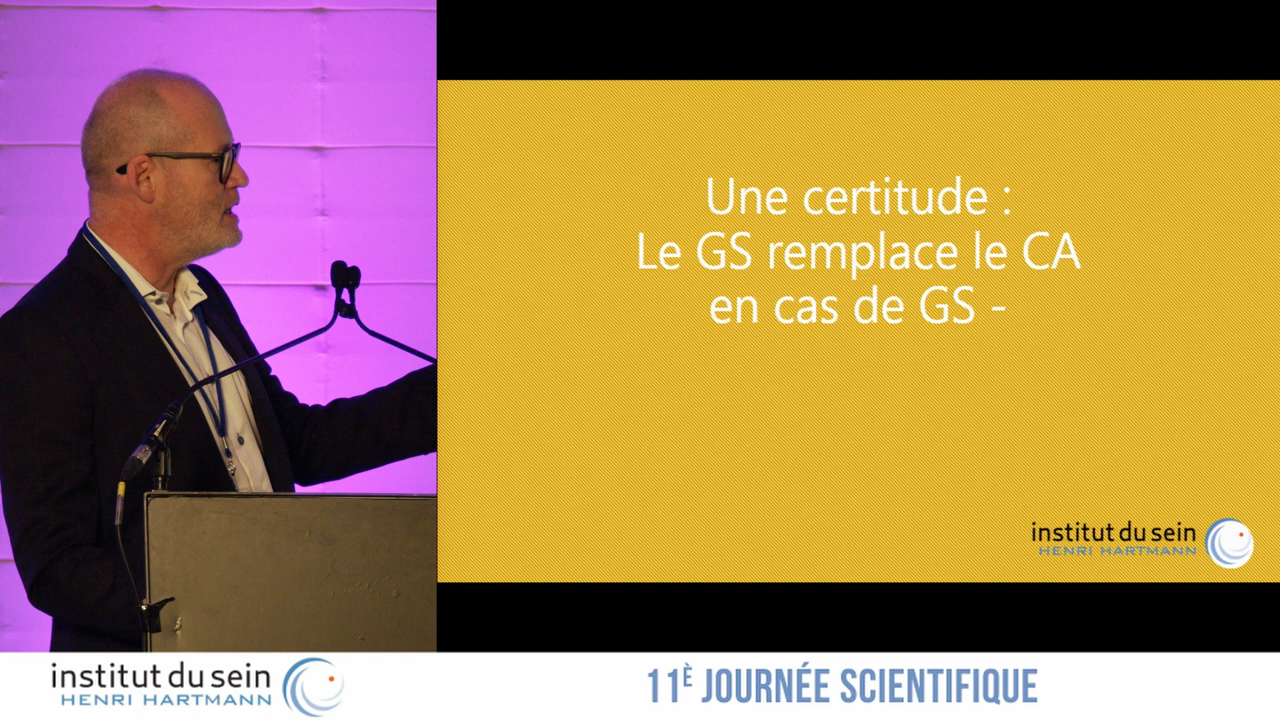 Une certitude :
Le GS remplace le CA
en cas de GS -
institut du sein
HENRI HARTMANN
institut du sein
HENRI HARTMANN
11È JOURNÉE SCIENTIFIQUE